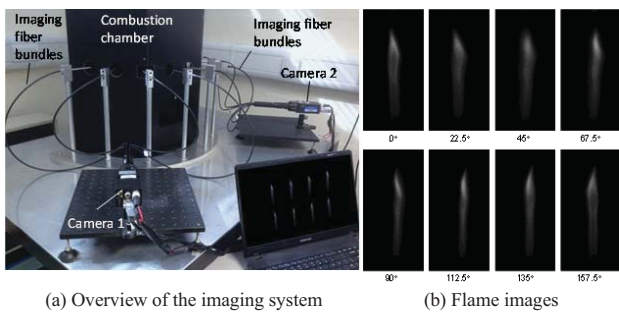 Imaging
fiber
bundles
Combustion
chamber
Imaging fiber
bundles
Camera 2
Camera 1
0°
22.5°
45°
67.5°
90°
112.5°
135°
157.5°
(a) Overview of the imaging system
(b) Flame images